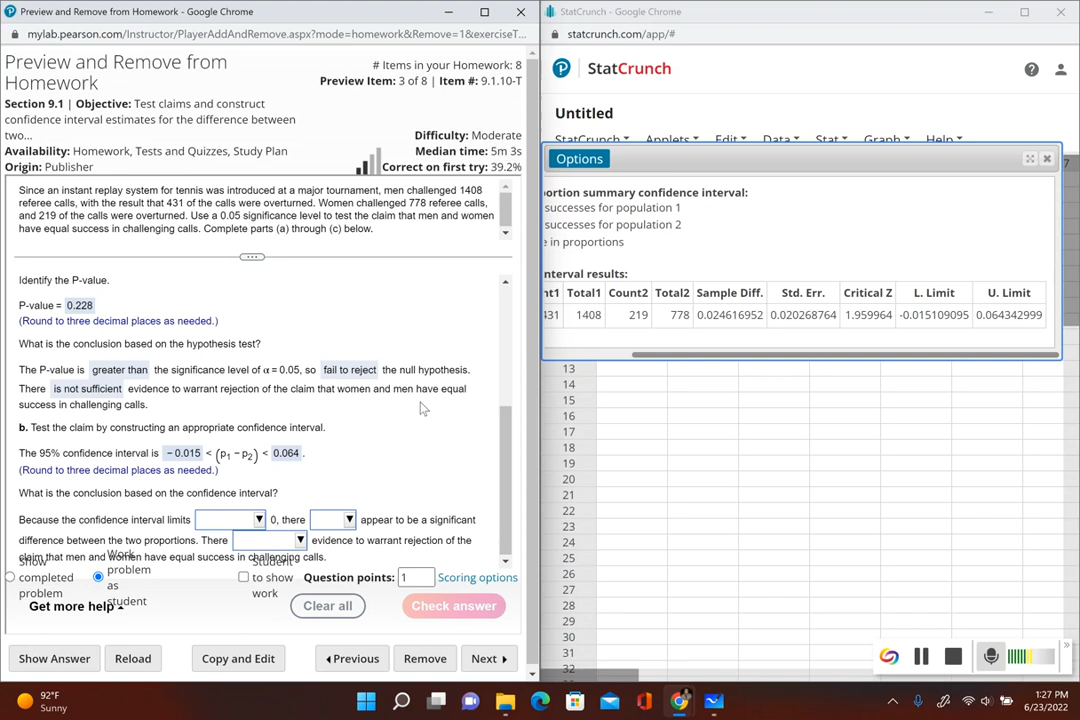 Preview and Remove from Homework - Google Chrome
mylab.pearson.com/Instructor/PlayerAddAndRemove.aspx?mode=homework&Remove=1&exerciseT...
Preview and Remove from
Homework
# Items in your Homework: 8
Preview Item: 3 of 8 | Item #: 9.1.10-T
Section 9.1 | Objective: Test claims and construct
confidence interval estimates for the difference between
two...
Availability: Homework, Tests and Quizzes, Study Plan
Origin: Publisher
Difficulty: Moderate
Median time: 5m 3s
Correct on first try: 39.2%
Since an instant replay system for tennis was introduced at a major tournament, men challenged 1408
referee calls, with the result that 431 of the calls were overturned. Women challenged 778 referee calls,
and 219 of the calls were overturned. Use a 0.05 significance level to test the claim that men and women
have equal success in challenging calls. Complete parts (a) through (c) below.
Identify the P-value.
P-value = 0.228
(Round to three decimal places as needed.)
What is the conclusion based on the hypothesis test?
The P-value is greater than the significance level of α = 0.05, so fail to reject the null hypothesis.
There is not sufficient evidence to warrant rejection of the claim that women and men have equal
success in challenging calls.
b. Test the claim by constructing an appropriate confidence interval.
The 95% confidence interval is − 0.015 < (p1 − p2) < 0.064 .
(Round to three decimal places as needed.)
What is the conclusion based on the confidence interval?
Because the confidence interval limits 0, there appear to be a significant
difference between the two proportions. There evidence to warrant rejection of the
claim that men and women have equal success in challenging calls.
Show
completed
problem
Work
problem
as
student
Student
to show
work
Question points: 1 Scoring options
Get more help
Clear all
Check answer
Show Answer
Reload
Copy and Edit
Previous
Remove
Next
StatCrunch - Google Chrome
statcrunch.com/app/#
StatCrunch
Untitled
StatCrunch Applets Edit Data Stat Graph Help
Options
7
ortion summary confidence interval:
successes for population 1
successes for population 2
e in proportions
nterval results:
nt1 Total1 Count2 Total2 Sample Diff. Std. Err. Critical Z L. Limit U. Limit
431 1408 219 778 0.024616952 0.020268764 1.959964 -0.015109095 0.064342999
13
14
15
16
17
18
19
20
21
22
23
24
25
26
27
28
29
30
31
32
92°F
Sunny
1:27 PM
6/23/2022